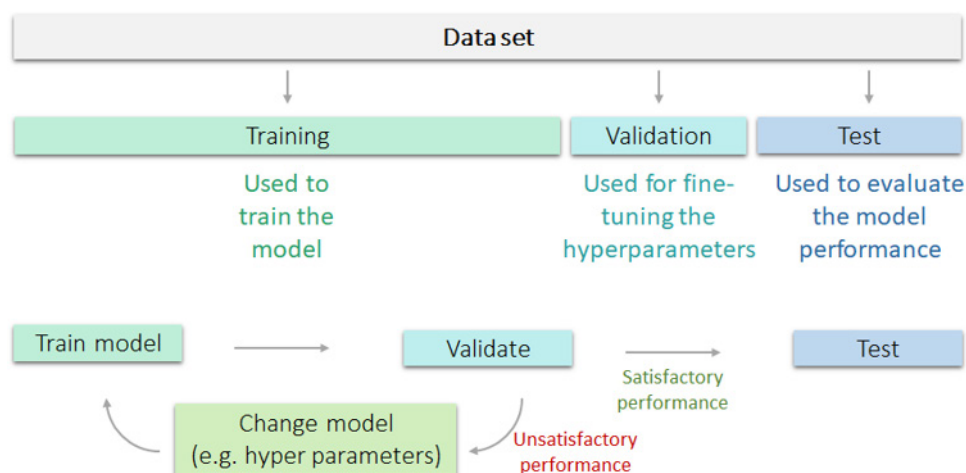 Data set
Training
Validation
Test
Used to
train the
model
Used for fine-
tuning the
hyperparameters
Used to evaluate
the model
performance
Train model
Validate
Test
Satisfactory
performance
Change model
(e.g. hyper parameters)
Unsatisfactory
performance